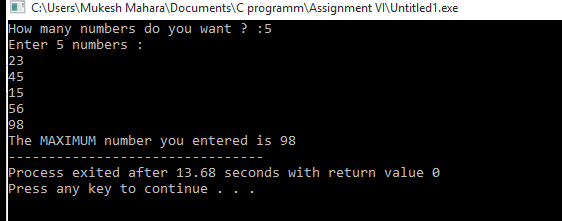 C:\Users\Mukesh Mahara\Documents\C programm\Assignment VI\Untitled1.exe
How many numbers do you want ? :5
Enter 5 numbers :
23
45
15
56
98
The MAXIMUM number you entered is 98
--------------------------------
Process exited after 13.68 seconds with return value 0
Press any key to continue . . .